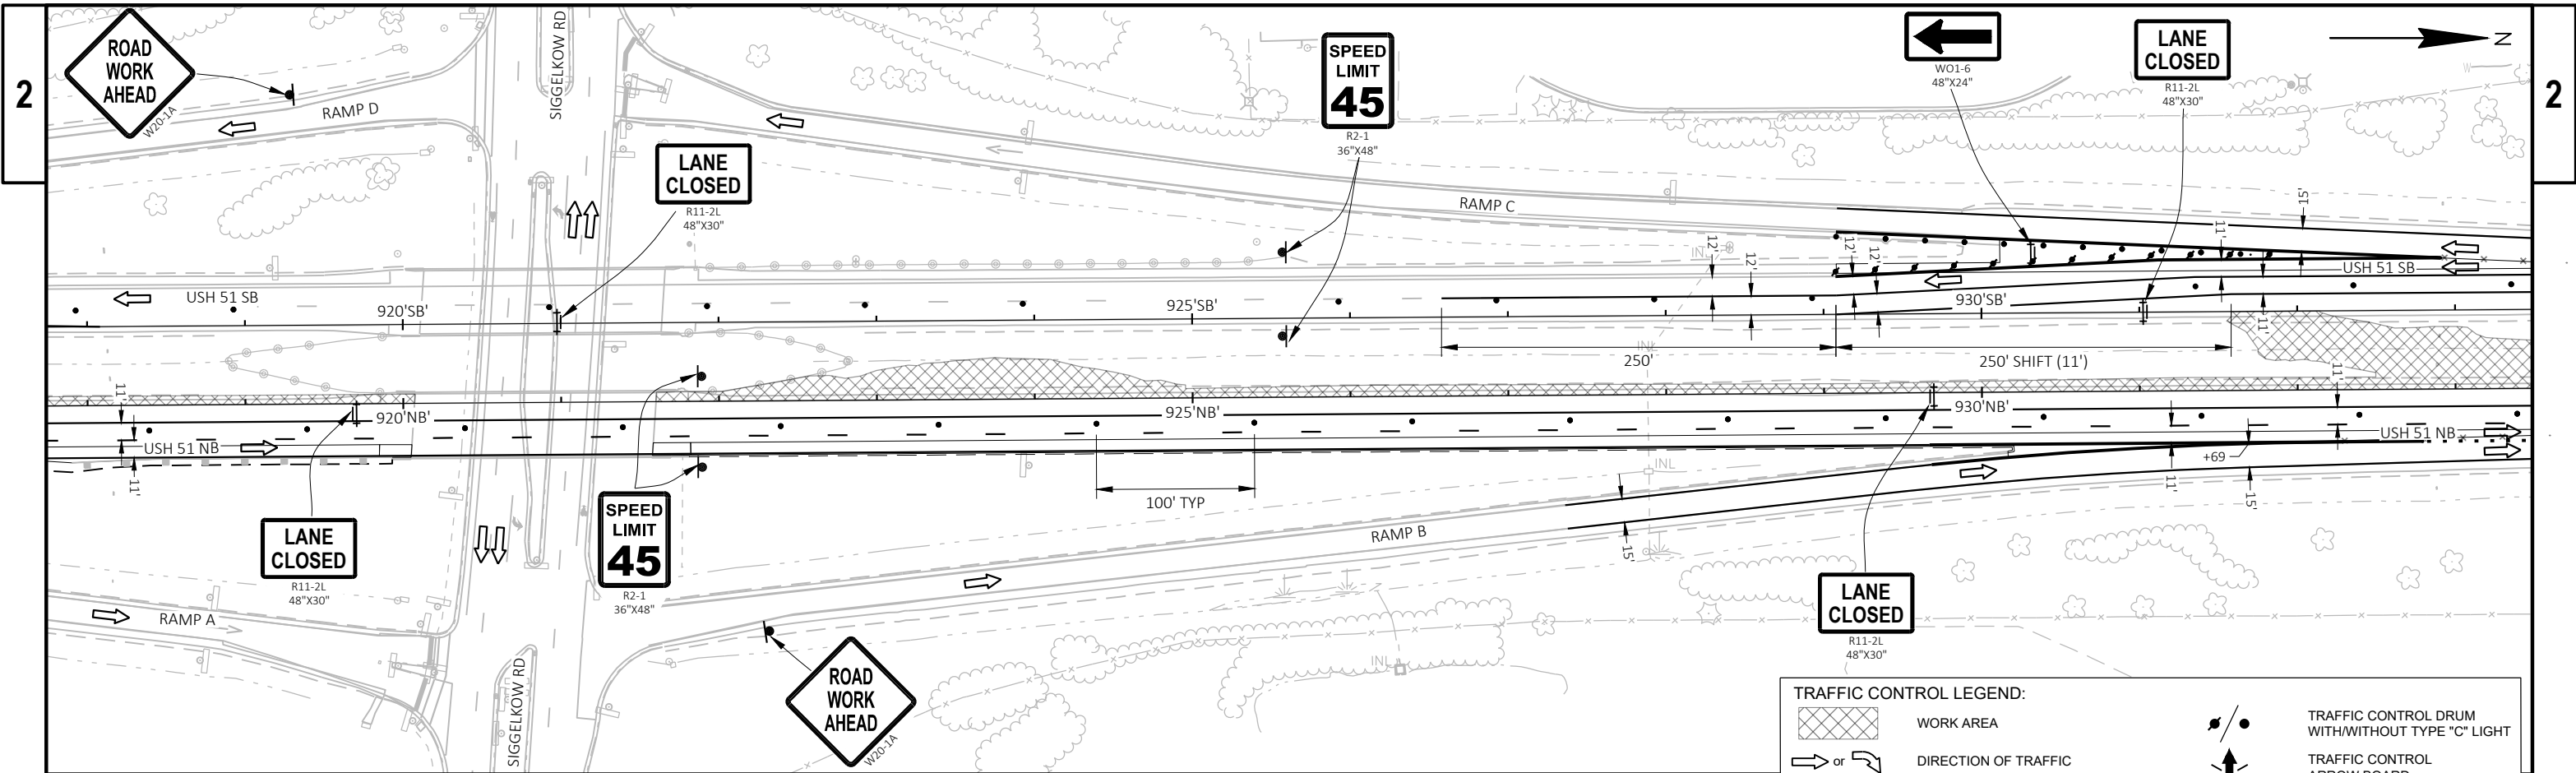 2
2
ROAD
WORK
AHEAD
W20-1A
RAMP D
SIGGELKOW RD
LANE
CLOSED
R11-2L
48"X30"
SPEED
LIMIT
45
R2-1
36"X48"
WO1-6
48"X24"
LANE
CLOSED
R11-2L
48"X30"
N
W
RAMP C
15'
12'
12'
12'
12'
11'
11'
INL
USH 51 SB
920'SB'
925'SB'
930'SB'
USH 51 SB
INL
250'
250' SHIFT (11')
11'
11'
USH 51 NB
920'NB'
925'NB'
930'NB'
11'
USH 51 NB
+69
11'
15'
100' TYP
INL
15'
RAMP B
LANE
CLOSED
R11-2L
48"X30"
SPEED
LIMIT
45
R2-1
36"X48"
RAMP A
LANE
CLOSED
R11-2L
48"X30"
INL
SIGGELKOW RD
ROAD
WORK
AHEAD
W20-1A
TRAFFIC CONTROL LEGEND:
WORK AREA
TRAFFIC CONTROL DRUM
WITH/WITHOUT TYPE "C" LIGHT
or
DIRECTION OF TRAFFIC
TRAFFIC CONTROL